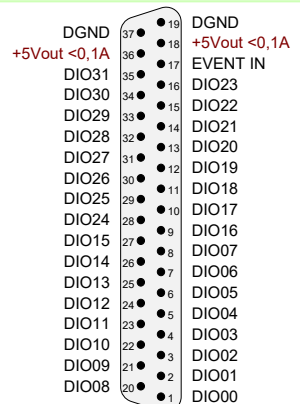 19 DGND
DGND 37
18 +5Vout <0,1A
+5Vout <0,1A 36
17 EVENT IN
DIO31 35
16 DIO23
DIO30 34
15 DIO22
DIO29 33
14 DIO21
DIO28 32
13 DIO20
DIO27 31
12 DIO19
DIO26 30
11 DIO18
DIO25 29
10 DIO17
DIO24 28
9 DIO16
DIO15 27
8 DIO07
DIO14 26
7 DIO06
DIO13 25
6 DIO05
DIO12 24
5 DIO04
DIO11 23
4 DIO03
DIO10 22
3 DIO02
DIO09 21
2 DIO01
DIO08 20
1 DIO00